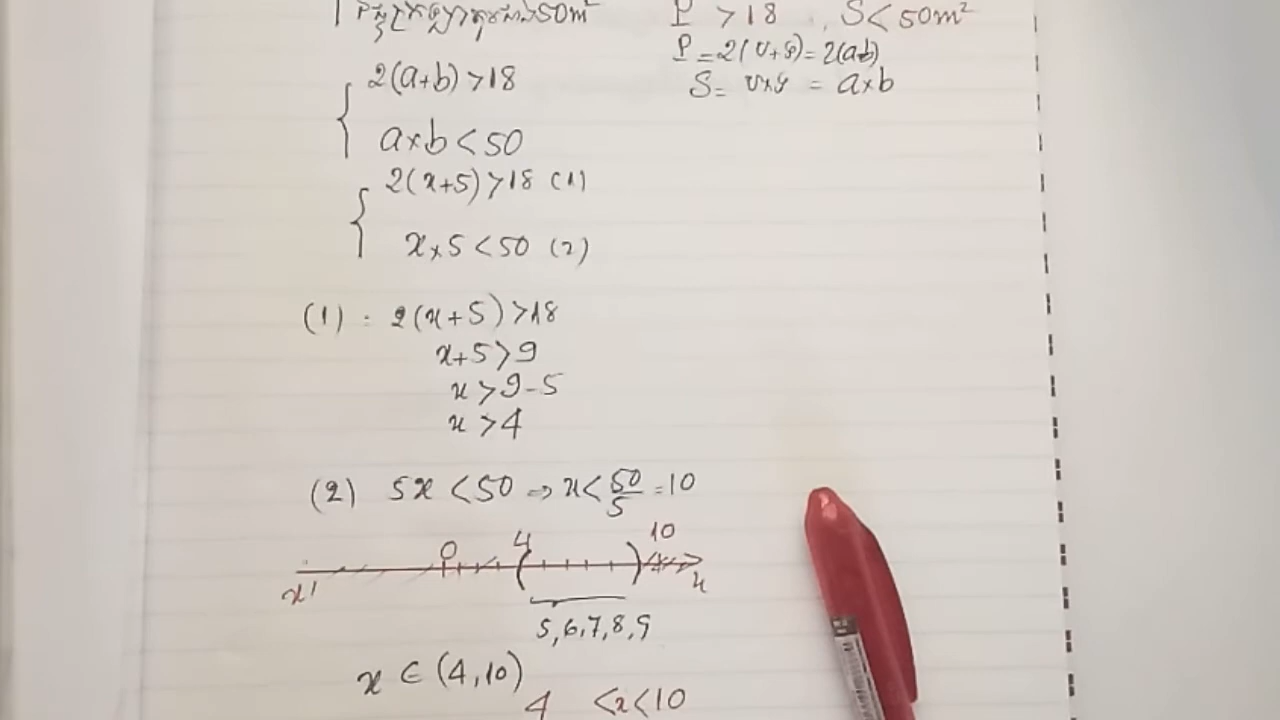 50m² P > 18 , S < 50m²
P = 2( + ) = 2(a+b)
2(a+b) > 18
S = = a×b
a×b < 50
2(x+5) > 18 (1)
x×5 < 50 (2)
(1) : 2(x+5) > 18
x+5 > 9
x > 9-5
x > 4
(2) 5x < 50 ⇒ x < 50/5 = 10
0 4 10
x' x
5,6,7,8,9
x ∈ (4,10)
4 < x < 10